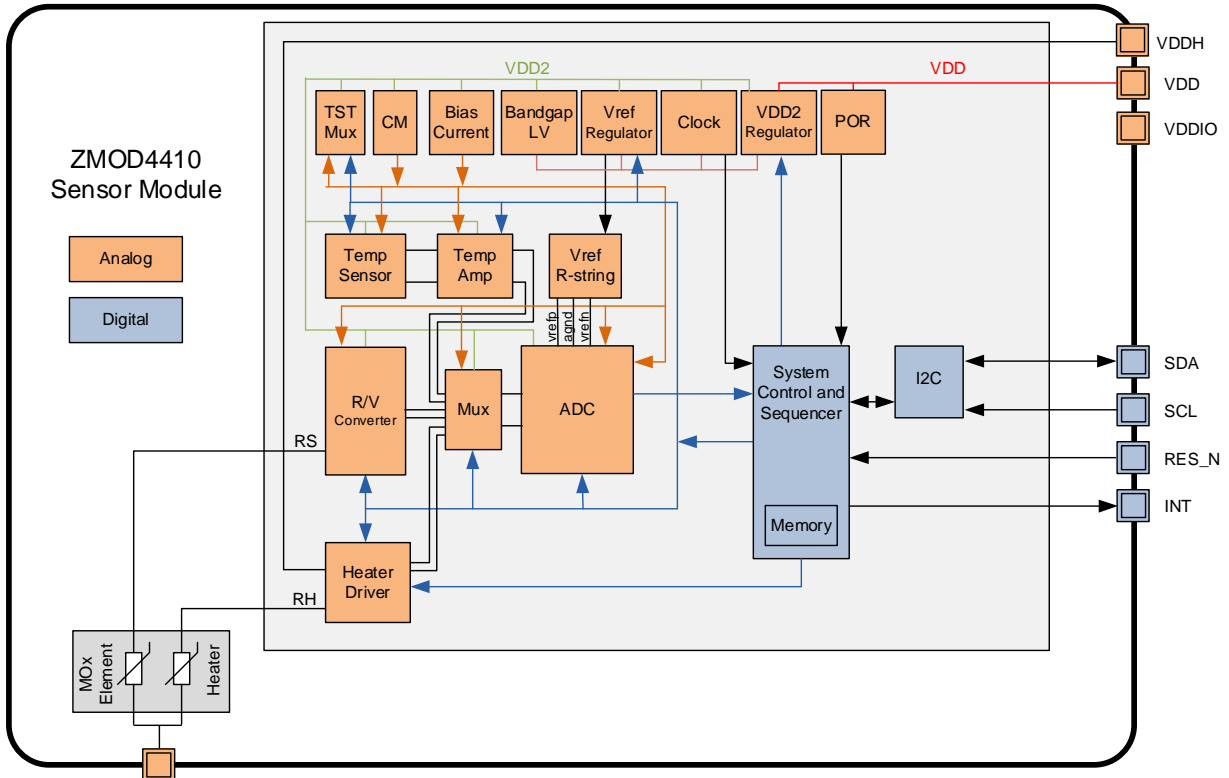 VDDH
VDD2
VDD
VDD
VDDIO
TST
Mux
CM
Bias
Current
Bandgap
LV
Vref
Regulator
Clock
VDD2
Regulator
POR
ZMOD4410
Sensor Module
Analog
Digital
Temp
Sensor
Temp
Amp
Vref
R-string
vrefp
agnd
vrefn
R/V
Converter
Mux
ADC
System
Control and
Sequencer
I2C
SDA
SCL
RES_N
INT
RS
Memory
Heater
Driver
RH
MOx
Element
Heater